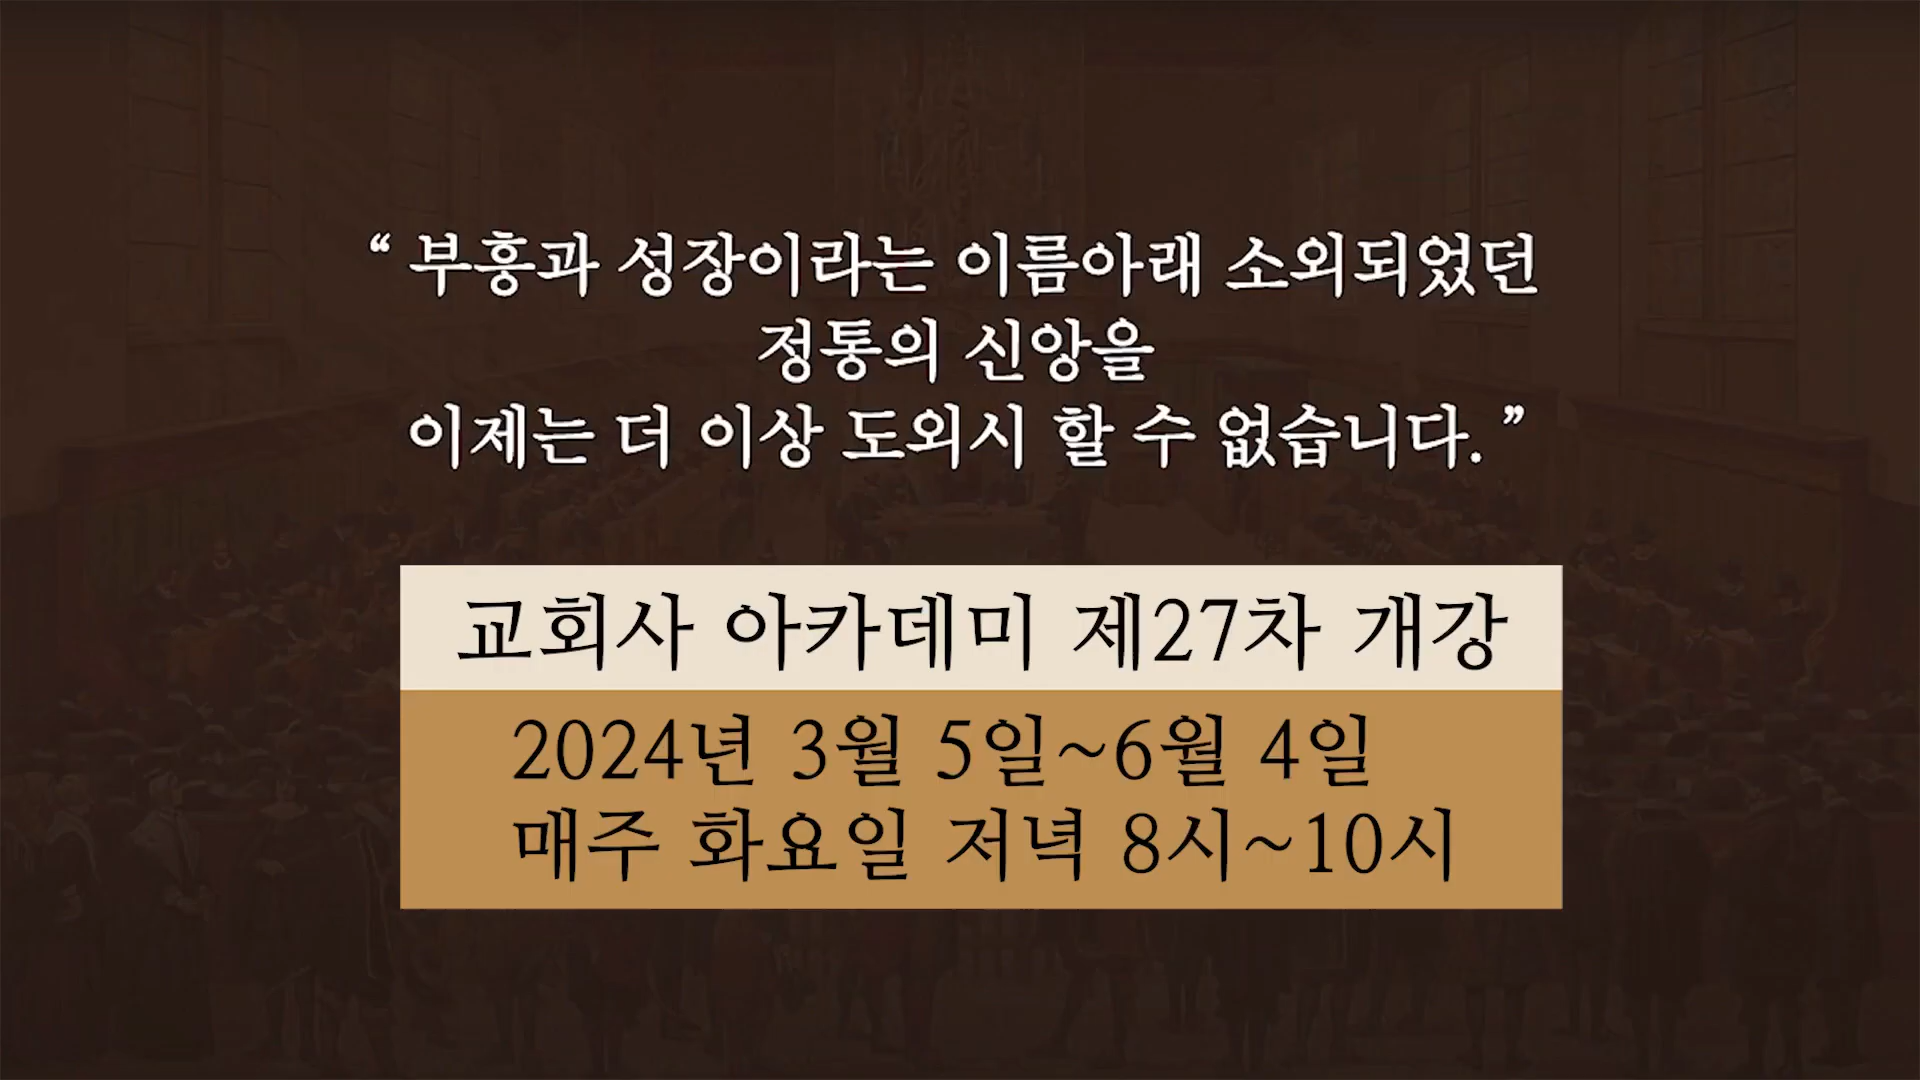 “ 부흥과 성장이라는 이름아래 소외되었던
정통의 신앙을
이제는 더 이상 도외시 할 수 없습니다. ”
교회사 아카데미 제27차 개강
2024년 3월 5일~6월 4일
매주 화요일 저녁 8시~10시